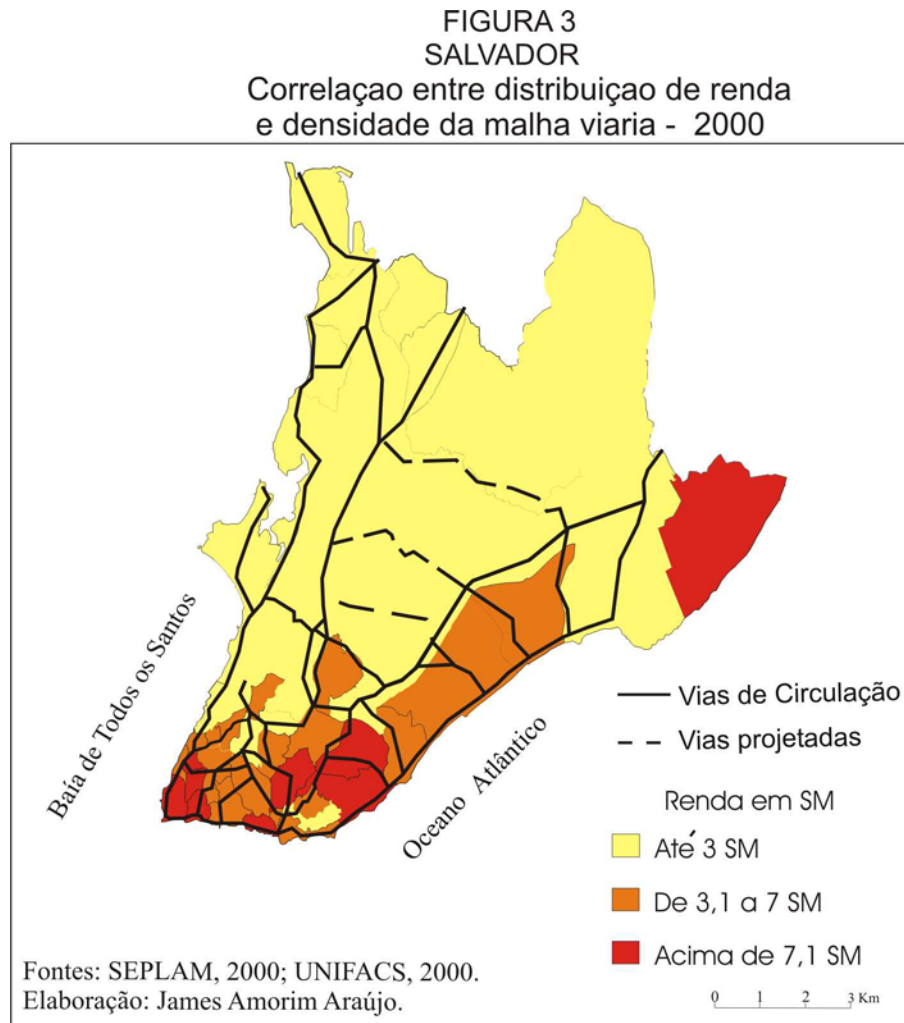 FIGURA 3
SALVADOR
Correlaçao entre distribuiçao de renda
e densidade da malha viaria - 2000
Baía de Todos os Santos
Oceano Atlântico
Vias de Circulação
Vias projetadas
Renda em SM
Até 3 SM
De 3,1 a 7 SM
Acima de 7,1 SM
Fontes: SEPLAM, 2000; UNIFACS, 2000.
Elaboração: James Amorim Araújo.
0 1 2 3 Km